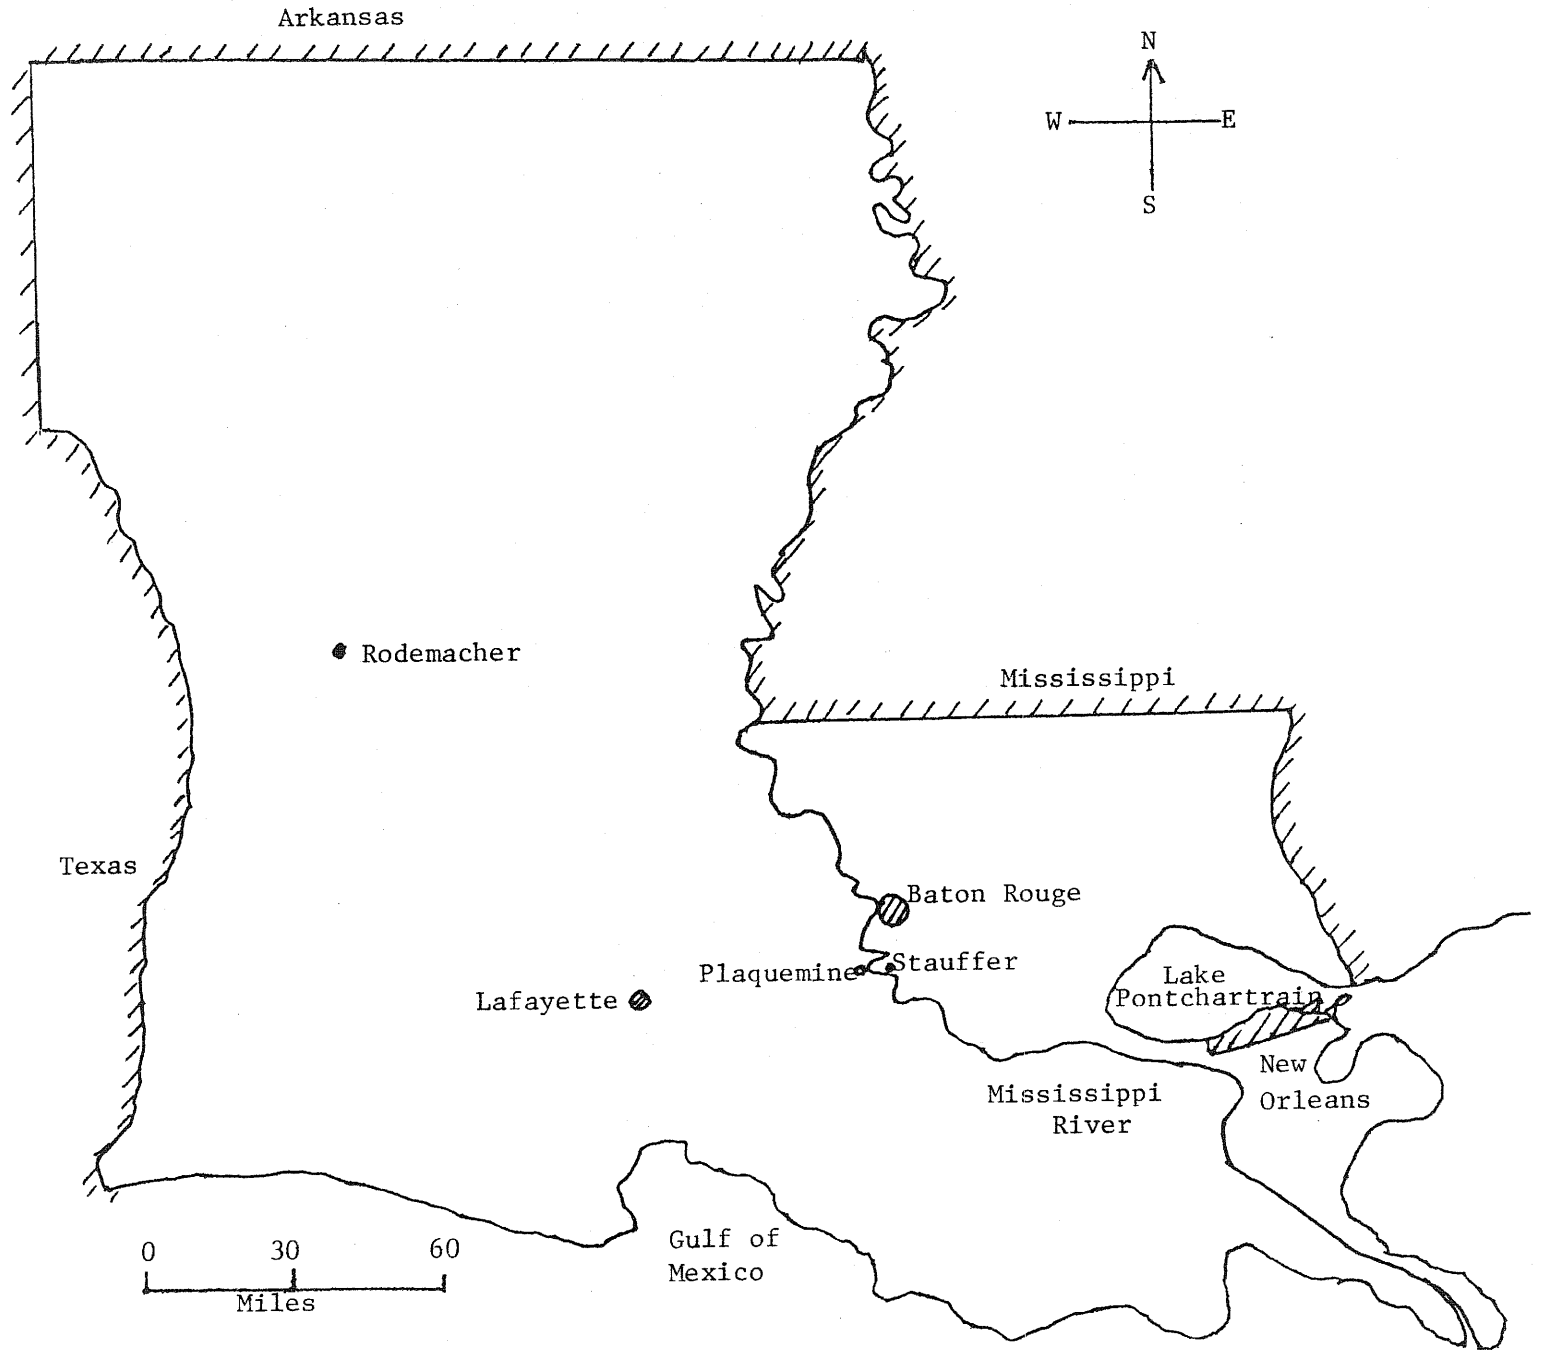 Arkansas
N
W
E
S
Rodemacher
Mississippi
Texas
Baton Rouge
Plaquemine
Stauffer
Lafayette
Lake
Pontchartrain
New
Orleans
Mississippi
River
Gulf of
Mexico
0 30 60
Miles